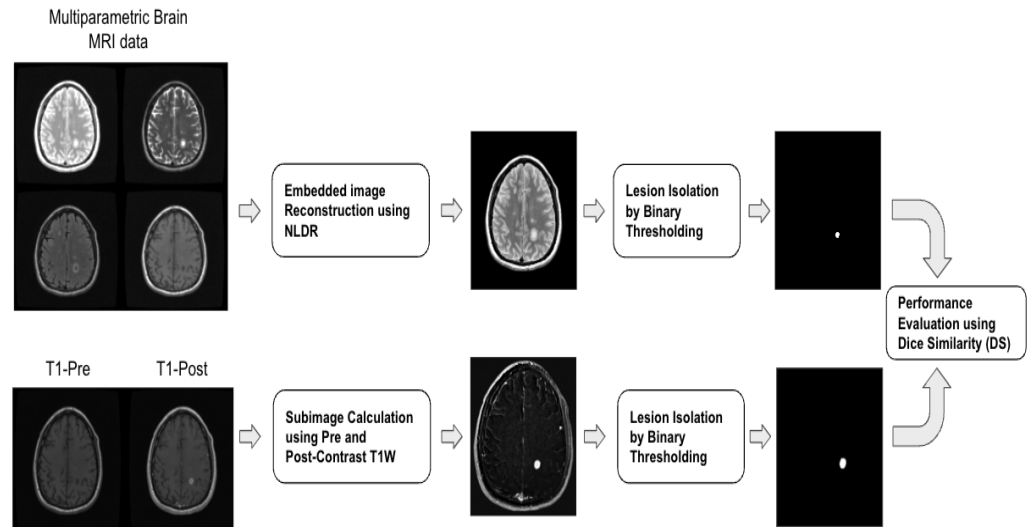 Multiparametric Brain
MRI data
Embedded image
Reconstruction using
NLDR
Lesion Isolation
by Binary
Thresholding
Performance
Evaluation using
Dice Similarity (DS)
T1-Pre
T1-Post
Subimage Calculation
using Pre and
Post-Contrast T1W
Lesion Isolation
by Binary
Thresholding